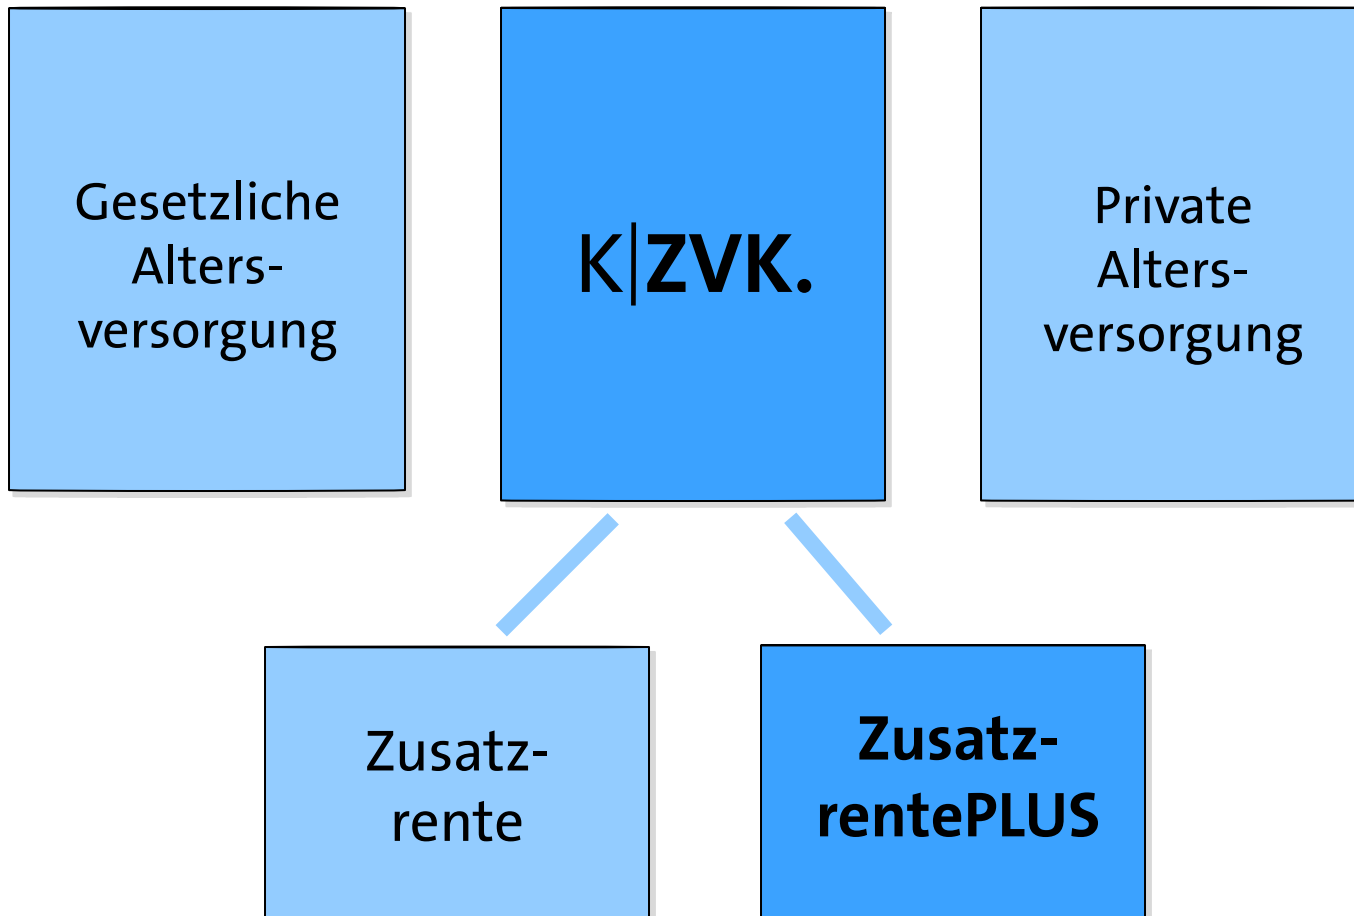 Gesetzliche
Alters-
versorgung
K|ZVK.
Private
Alters-
versorgung
Zusatz-
rente
Zusatz-
rentePLUS